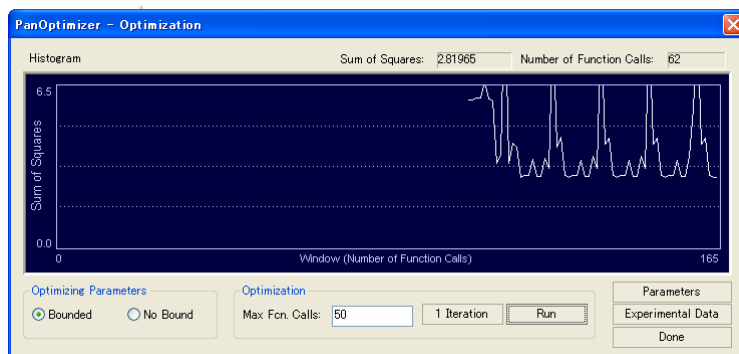 PanOptimizer - Optimization
Histogram Sum of Squares: 2.81965 Number of Function Calls: 62
6.5
Sum of Squares
0.0
0 Window (Number of Function Calls) 165
Optimizing Parameters Optimization Parameters
Bounded No Bound Max Fcn. Calls: 50 1 Iteration Run Experimental Data
Done